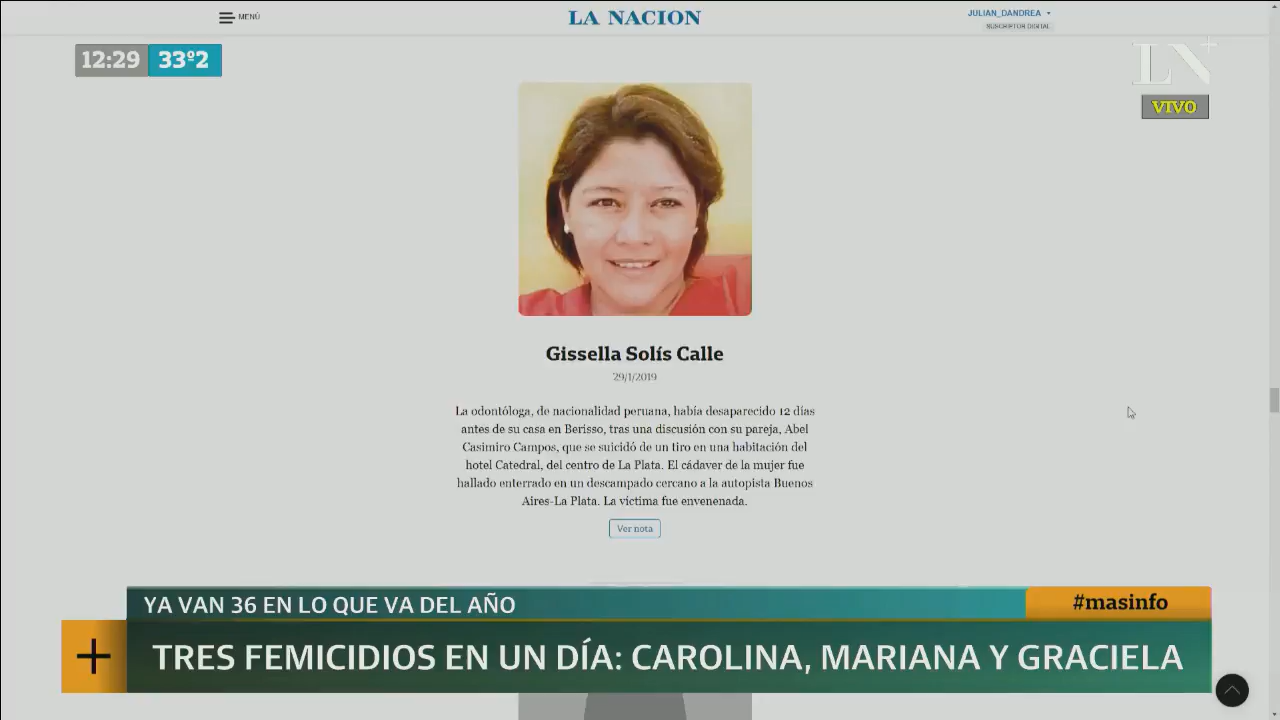 MENÚ
LA NACION
JULIAN_DANDREA
SUSCRIPTOR DIGITAL
12:29 33º2
LN+
VIVO
Gissella Solís Calle
29/1/2019
La odontóloga, de nacionalidad peruana, había desaparecido 12 días
antes de su casa en Berisso, tras una discusión con su pareja, Abel
Casimiro Campos, que se suicidó de un tiro en una habitación del
hotel Catedral, del centro de La Plata. El cádaver de la mujer fue
hallado enterrado en un descampado cercano a la autopista Buenos
Aires-La Plata. La víctima fue envenenada.
Ver nota
YA VAN 36 EN LO QUE VA DEL AÑO
#masinfo
+ TRES FEMICIDIOS EN UN DÍA: CAROLINA, MARIANA Y GRACIELA